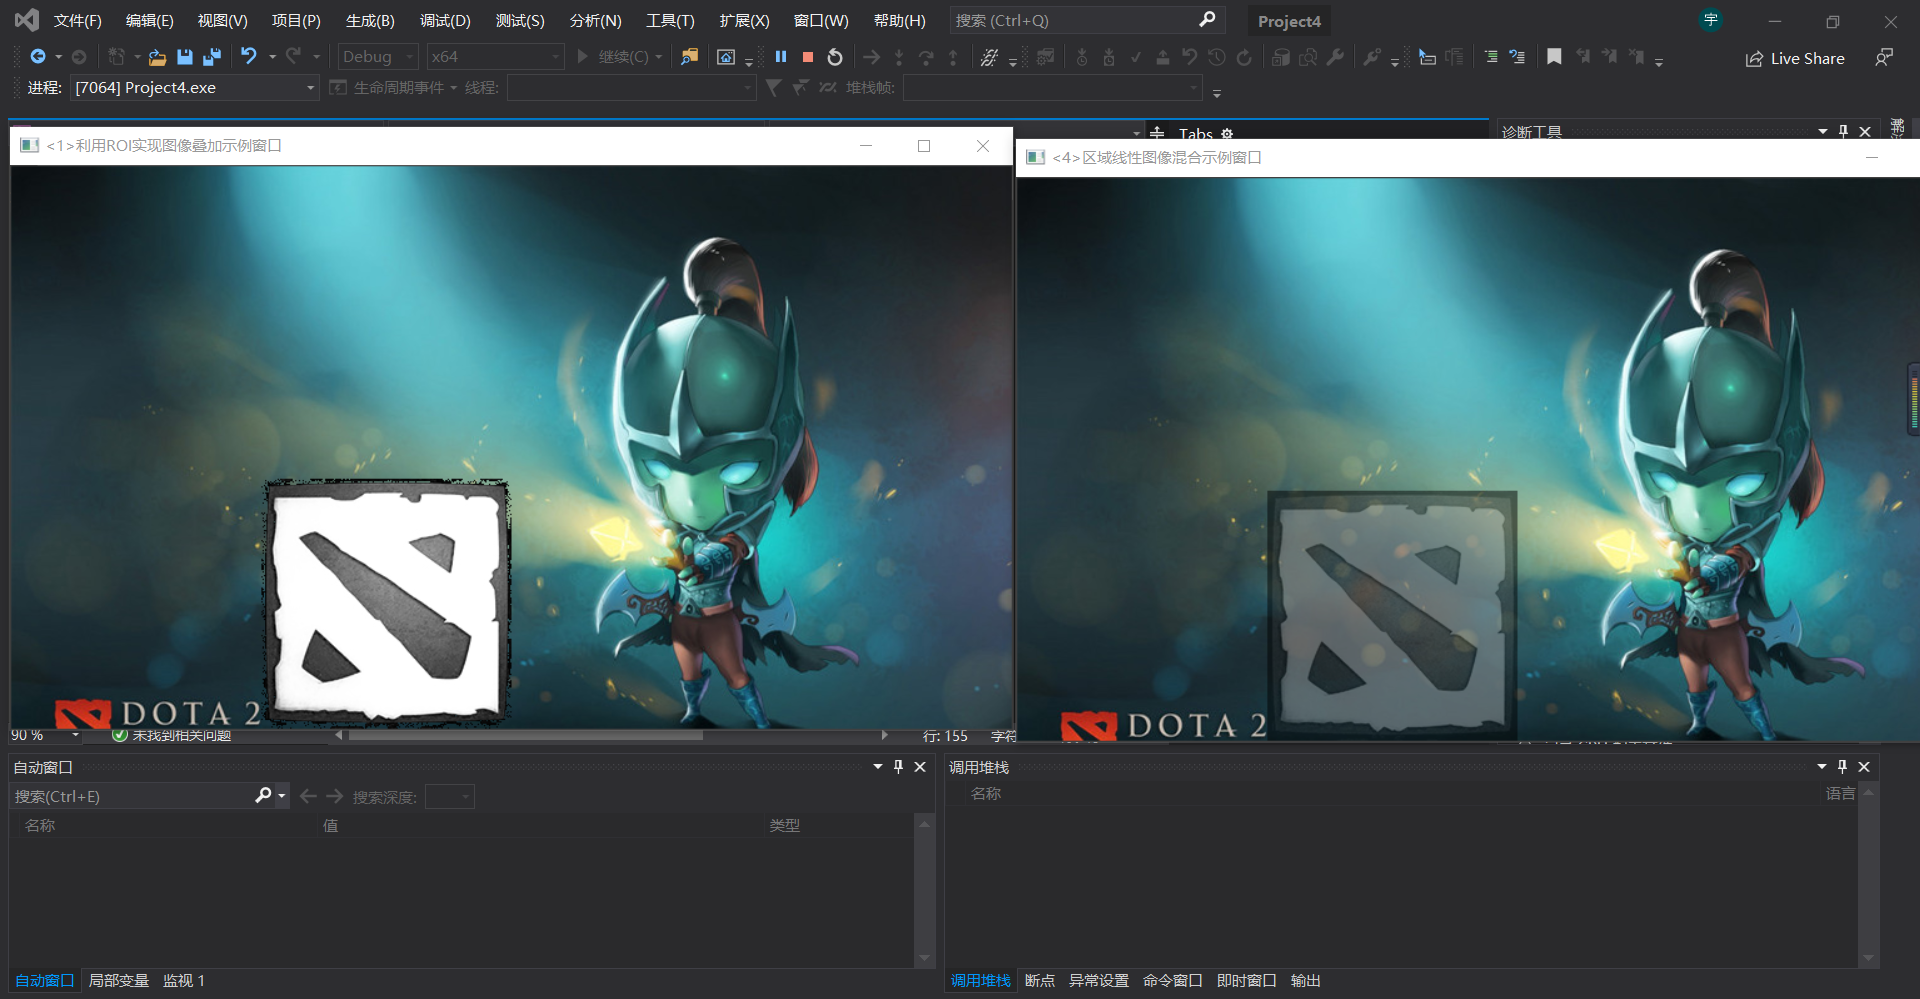 文件(F) 编辑(E) 视图(V) 项目(P) 生成(B) 调试(D) 测试(S) 分析(N) 工具(T) 扩展(X) 窗口(W) 帮助(H) 搜索 (Ctrl+Q) Project4 宇
Debug x64 继续(C) Live Share
进程: [7064] Project4.exe 生命周期事件 线程: 堆栈帧:
Tabs 诊断工具
<1>利用ROI实现图像叠加示例窗口
<4>区域线性图像混合示例窗口
DOTA 2
DOTA 2
90 % 未找到相关问题 行: 155 字符
自动窗口
调用堆栈
搜索(Ctrl+E) 搜索深度:
名称 语言
名称 值 类型
自动窗口 局部变量 监视 1
调用堆栈 断点 异常设置 命令窗口 即时窗口 输出